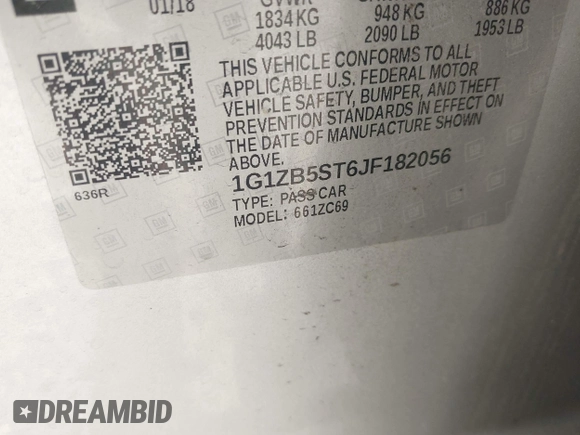 01/18
GVWR
1834 KG
948 KG
886 KG
4043 LB
2090 LB
1953 LB
THIS VEHICLE CONFORMS TO ALL
APPLICABLE U.S. FEDERAL MOTOR
VEHICLE SAFETY, BUMPER, AND THEFT
PREVENTION STANDARDS IN EFFECT ON
THE DATE OF MANUFACTURE SHOWN
ABOVE.
1G1ZB5ST6JF182056
TYPE: PASS CAR
MODEL: 661ZC69
636R
GM
DREAMBID